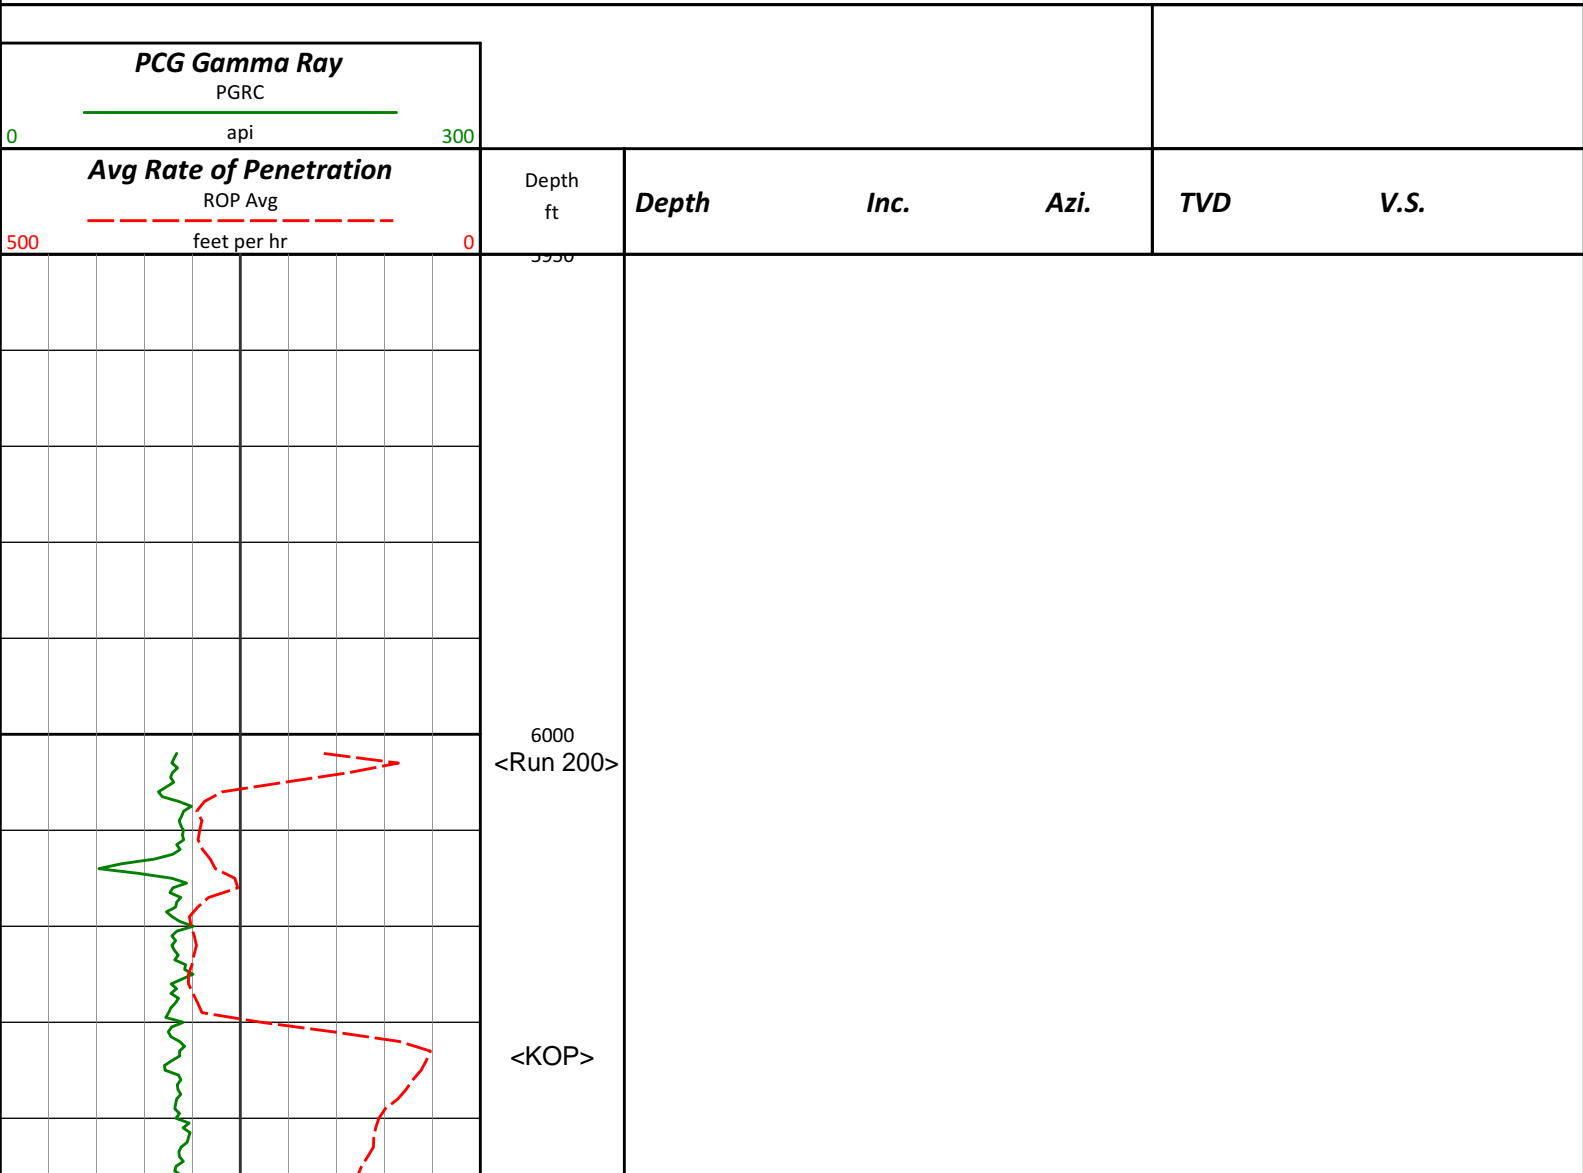 PCG Gamma Ray
PGRC
0 api 300
Avg Rate of Penetration
ROP Avg
500 feet per hr 0
Depth
ft
Depth Inc. Azi. TVD V.S.
6000
<Run 200>
<KOP>